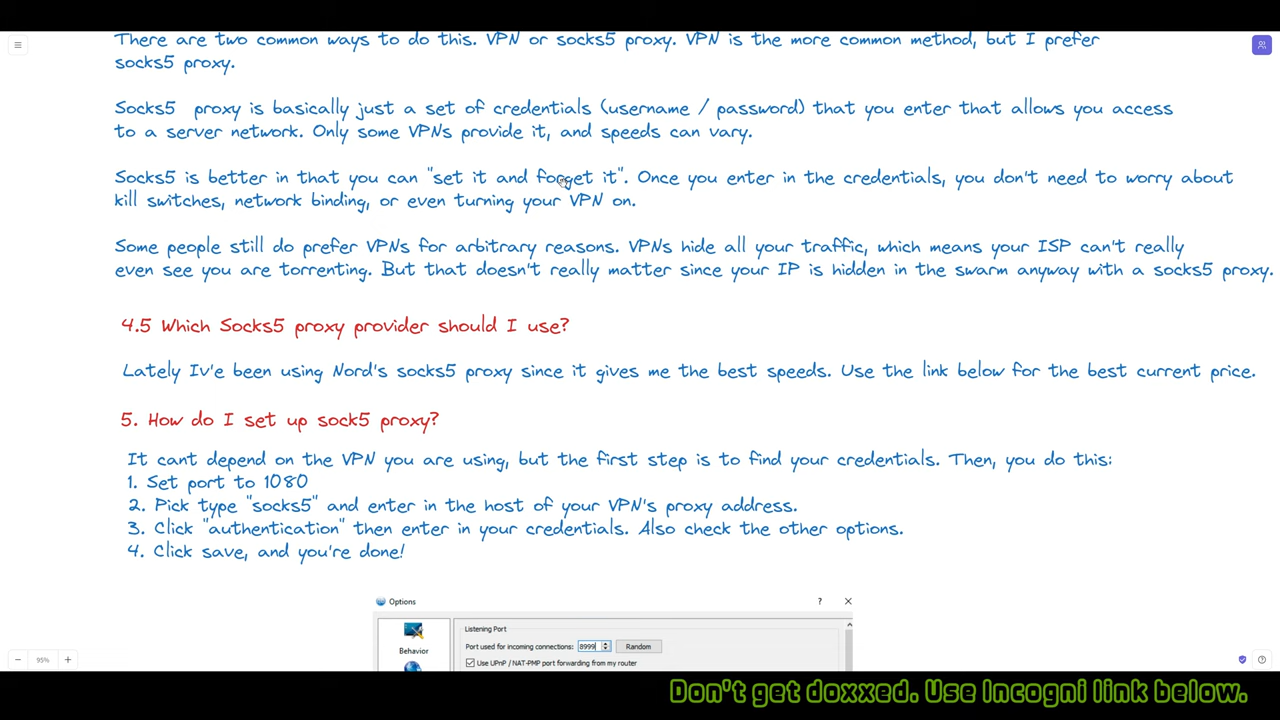 There are two common ways to do this. VPN or socks5 proxy. VPN is the more common method, but I prefer
socks5 proxy.
Socks5 proxy is basically just a set of credentials (username / password) that you enter that allows you access
to a server network. Only some VPNs provide it, and speeds can vary.
Socks5 is better in that you can "set it and forget it". Once you enter in the credentials, you don't need to worry about
kill switches, network binding, or even turning your VPN on.
Some people still do prefer VPNs for arbitrary reasons. VPNs hide all your traffic, which means your ISP can't really
even see you are torrenting. But that doesn't really matter since your IP is hidden in the swarm anyway with a socks5 proxy.
4.5 Which Socks5 proxy provider should I use?
Lately Iv'e been using Nord's socks5 proxy since it gives me the best speeds. Use the link below for the best current price.
5. How do I set up sock5 proxy?
It cant depend on the VPN you are using, but the first step is to find your credentials. Then, you do this:
1. Set port to 1080
2. Pick type "socks5" and enter in the host of your VPN's proxy address.
3. Click "authentication" then enter in your credentials. Also check the other options.
4. Click save, and you're done!
Options ?
Listening Port
Port used for incoming connections: 8999 Random
Behavior
Use UPnP / NAT-PMP port forwarding from my router
95%
Don't get doxxed. Use Incogni link below.